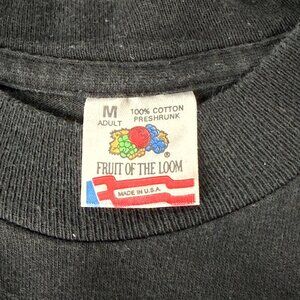 M 100% COTTON
ADULT PRESHRUNK
®
FRUIT OF THE LOOM
MADE IN U.S.A.